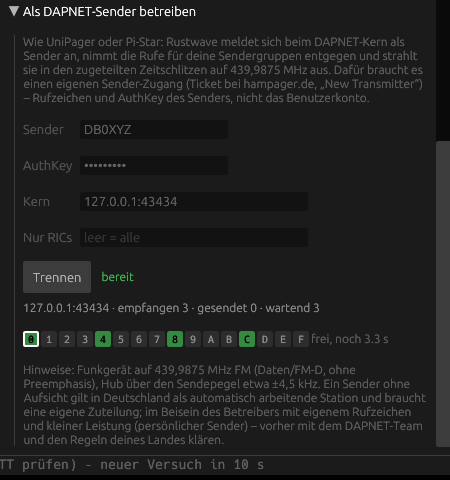 ▼ Als DAPNET-Sender betreiben
Wie UniPager oder Pi-Star: Rustwave meldet sich beim DAPNET-Kern als
Sender an, nimmt die Rufe für deine Sendergruppen entgegen und strahlt
sie in den zugeteilten Zeitschlitzen auf 439,9875 MHz aus. Dafür braucht es
einen eigenen Sender-Zugang (Ticket bei hampager.de, „New Transmitter")
– Rufzeichen und AuthKey des Senders, nicht das Benutzerkonto.
Sender DB0XYZ
AuthKey •••••••••
Kern 127.0.0.1:43434
Nur RICs leer = alle
Trennen bereit
127.0.0.1:43434 · empfangen 3 · gesendet 0 · wartend 3
0 1 2 3 4 5 6 7 8 9 A B C D E F frei, noch 3.3 s
Hinweise: Funkgerät auf 439,9875 MHz FM (Daten/FM-D, ohne
Preemphasis), Hub über den Sendepegel etwa ±4,5 kHz. Ein Sender ohne
Aufsicht gilt in Deutschland als automatisch arbeitende Station und braucht
eine eigene Zuteilung; im Beisein des Betreibers mit eigenem Rufzeichen
und kleiner Leistung (persönlicher Sender) – vorher mit dem DAPNET-Team
und den Regeln deines Landes klären.
TT prüfen) - neuer Versuch in 10 s